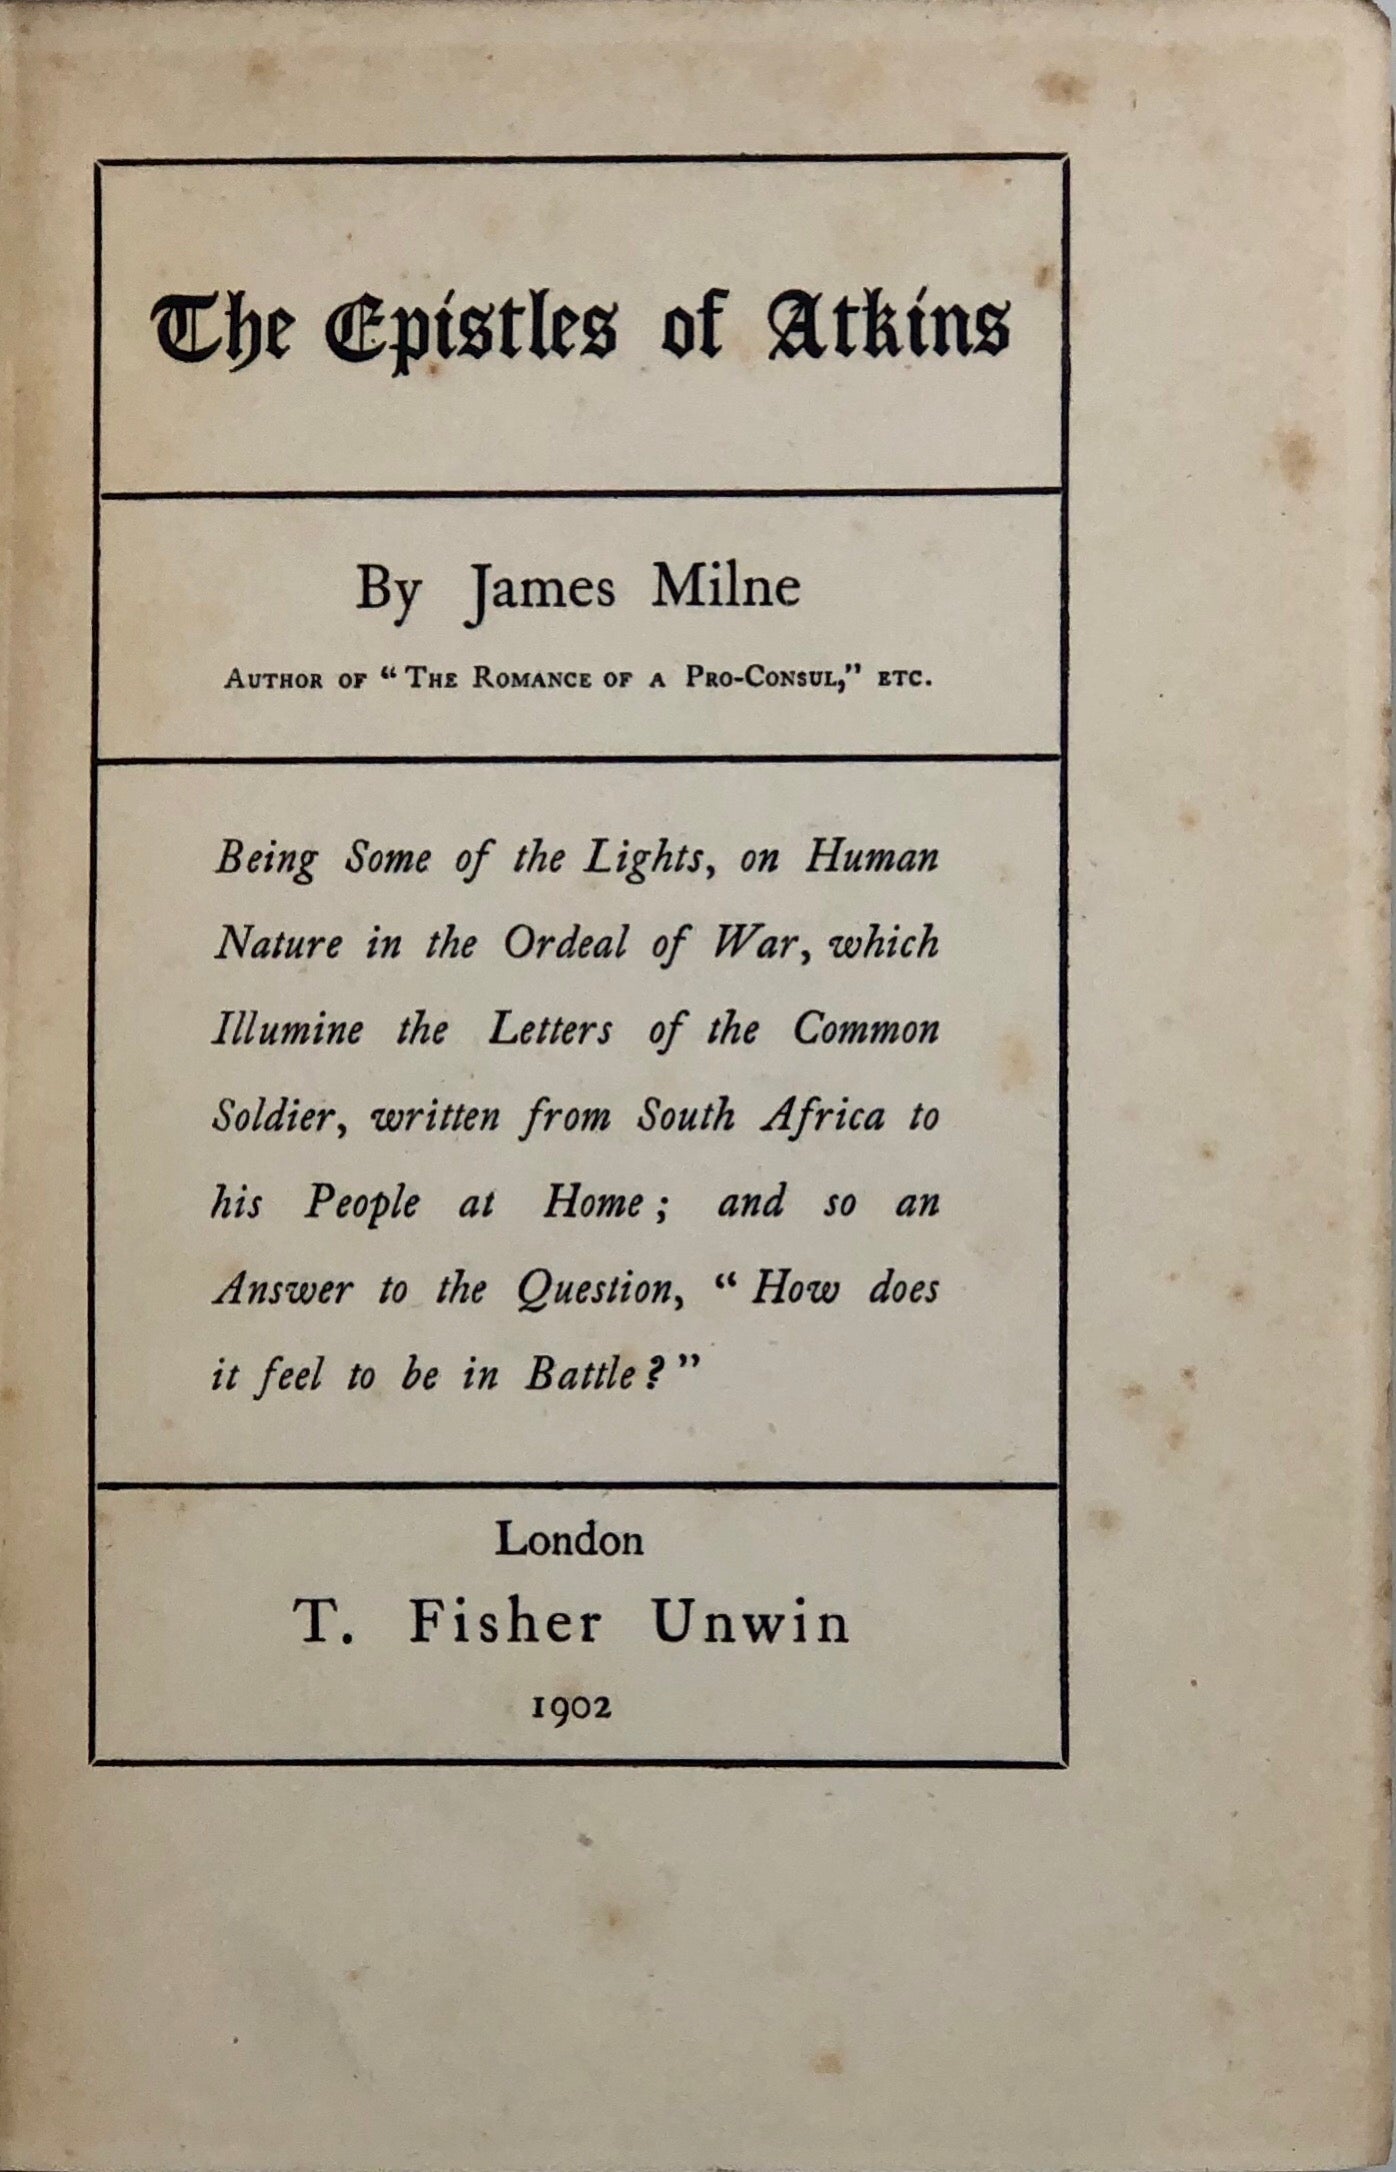 The Epistles of Atkins
By James Milne
Author of "The Romance of a Pro-Consul," etc.
Being Some of the Lights, on Human
Nature in the Ordeal of War, which
Illumine the Letters of the Common
Soldier, written from South Africa to
his People at Home; and so an
Answer to the Question, "How does
it feel to be in Battle?"
London
T. Fisher Unwin
1902